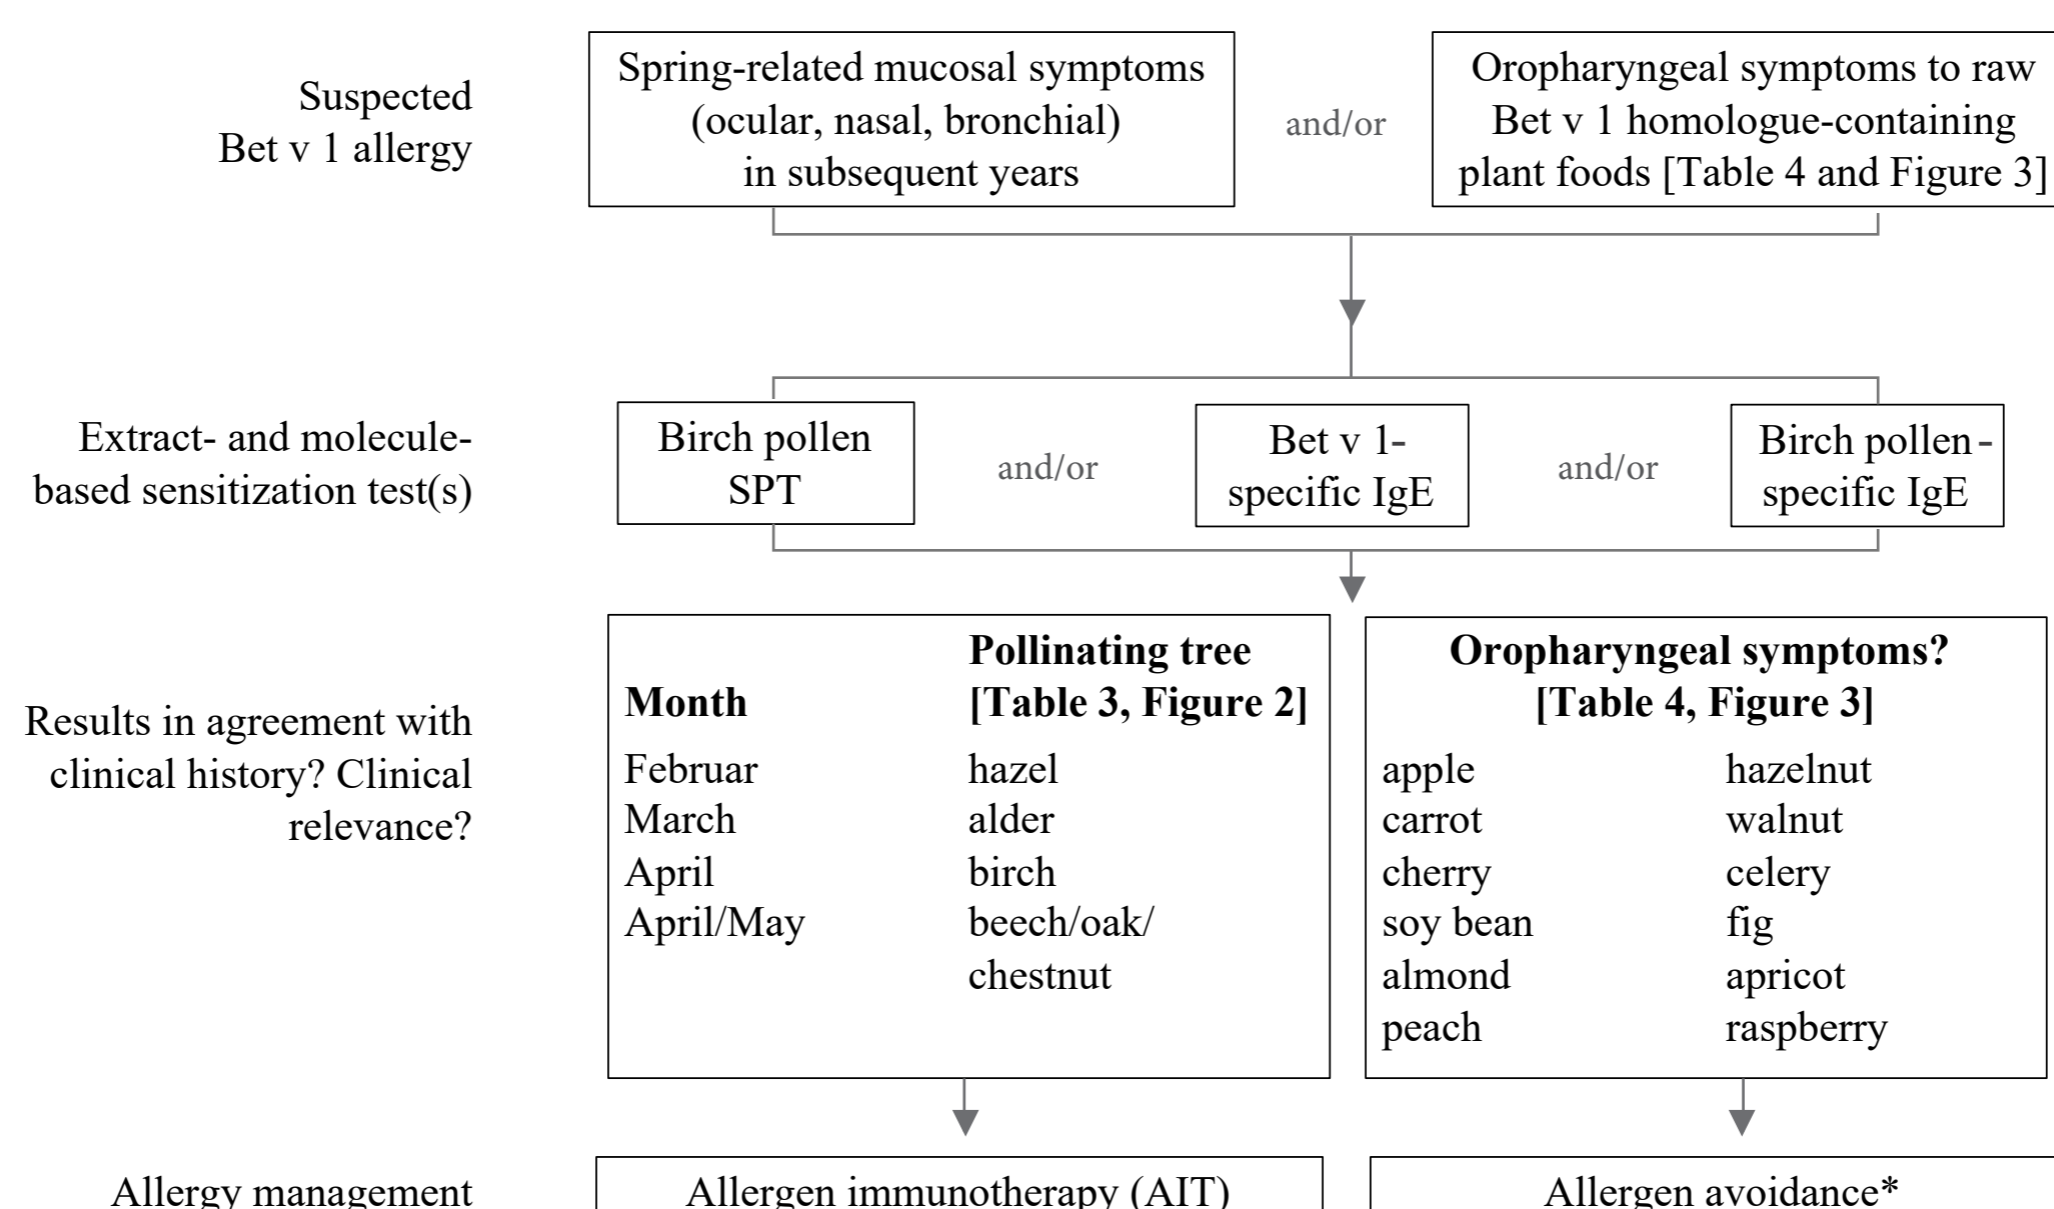 Suspected
Bet v 1 allergy
Spring-related mucosal symptoms
(ocular, nasal, bronchial)
in subsequent years
and/or
Oropharyngeal symptoms to raw
Bet v 1 homologue-containing
plant foods [Table 4 and Figure 3]
Extract- and molecule-
based sensitization test(s)
Birch pollen
SPT
and/or
Bet v 1-
specific IgE
and/or
Birch pollen-
specific IgE
Results in agreement with
clinical history? Clinical
relevance?
Pollinating tree
Month [Table 3, Figure 2]
Februar hazel
March alder
April birch
April/May beech/oak/
chestnut
Oropharyngeal symptoms?
[Table 4, Figure 3]
apple hazelnut
carrot walnut
cherry celery
soy bean fig
almond apricot
peach raspberry
Allergy management
Allergen immunotherapy (AIT)
Allergen avoidance*